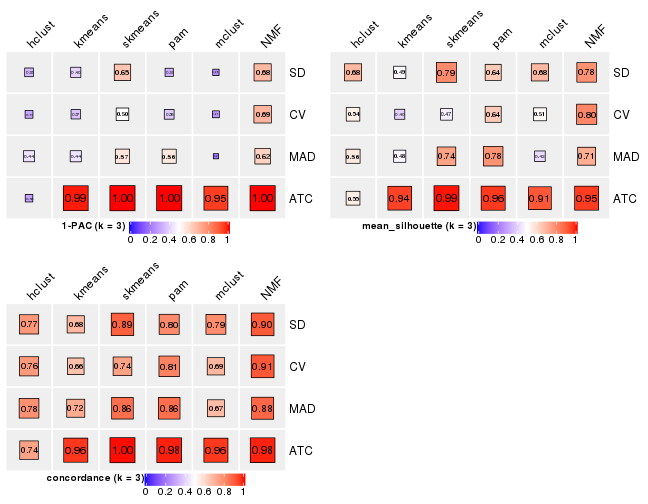 hclust kmeans skmeans pam mclust NMF
0.65 0.68 SD
0.50 0.69 CV
0.44 0.44 0.57 0.56 0.62 MAD
0.99 1.00 1.00 0.95 1.00 ATC
1-PAC (k = 3)
0 0.2 0.4 0.6 0.8 1
hclust kmeans skmeans pam mclust NMF
0.68 0.49 0.79 0.64 0.68 0.78 SD
0.54 0.47 0.64 0.51 0.80 CV
0.56 0.48 0.74 0.78 0.71 MAD
0.55 0.94 0.99 0.96 0.91 0.95 ATC
mean_silhouette (k = 3)
0 0.2 0.4 0.6 0.8 1
hclust kmeans skmeans pam mclust NMF
0.77 0.68 0.89 0.80 0.79 0.90 SD
0.76 0.66 0.74 0.81 0.69 0.91 CV
0.78 0.72 0.86 0.86 0.67 0.88 MAD
0.74 0.96 1.00 0.98 0.96 0.98 ATC
concordance (k = 3)
0 0.2 0.4 0.6 0.8 1